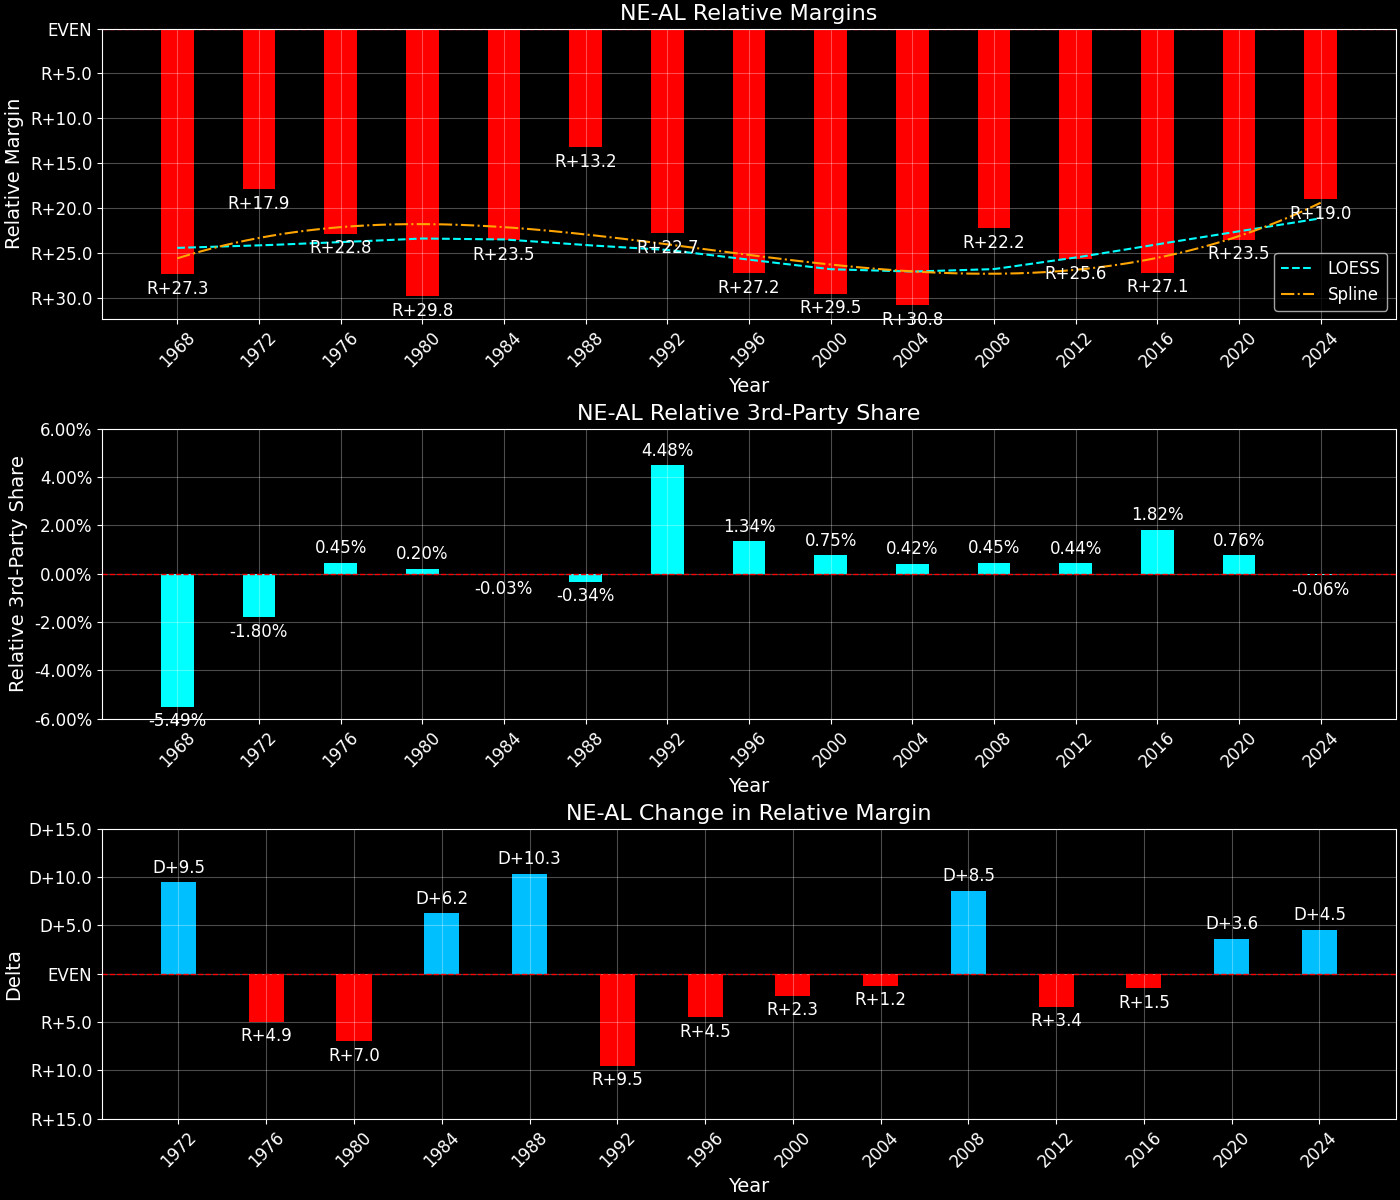 NE-AL Relative Margins
Relative Margin
EVEN
R+5.0
R+10.0
R+15.0
R+20.0
R+25.0
R+30.0
R+27.3
R+17.9
R+22.8
R+29.8
R+23.5
R+13.2
R+22.7
R+27.2
R+29.5
R+30.8
R+22.2
R+25.6
R+27.1
R+23.5
R+19.0
LOESS
Spline
1968 1972 1976 1980 1984 1988 1992 1996 2000 2004 2008 2012 2016 2020 2024
Year
NE-AL Relative 3rd-Party Share
Relative 3rd-Party Share
6.00%
4.00%
2.00%
0.00%
-2.00%
-4.00%
-6.00%
-5.49%
-1.80%
0.45%
0.20%
-0.03%
-0.34%
4.48%
1.34%
0.75%
0.42%
0.45%
0.44%
1.82%
0.76%
-0.06%
1968 1972 1976 1980 1984 1988 1992 1996 2000 2004 2008 2012 2016 2020 2024
Year
NE-AL Change in Relative Margin
Delta
D+15.0
D+10.0
D+5.0
EVEN
R+5.0
R+10.0
R+15.0
D+9.5
R+4.9
R+7.0
D+6.2
D+10.3
R+9.5
R+4.5
R+2.3
R+1.2
D+8.5
R+3.4
R+1.5
D+3.6
D+4.5
1972 1976 1980 1984 1988 1992 1996 2000 2004 2008 2012 2016 2020 2024
Year